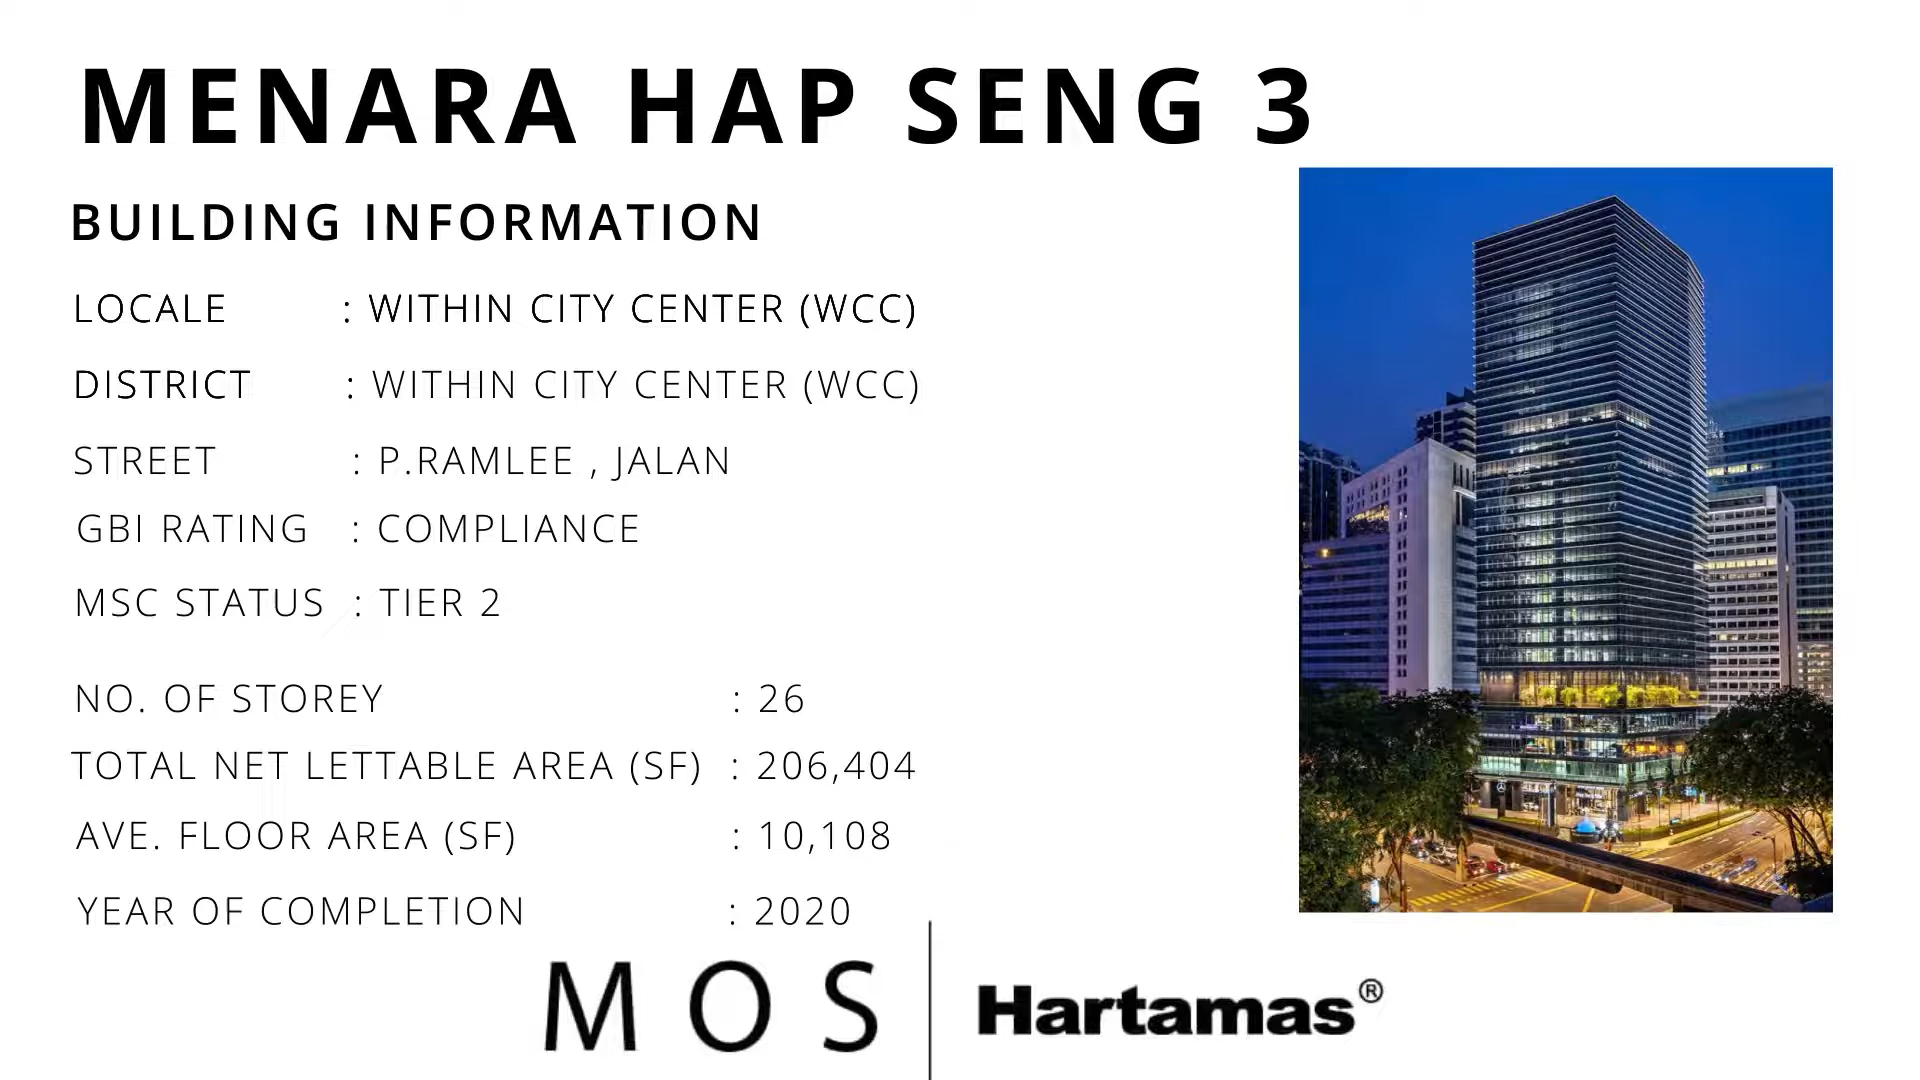 MENARA HAP SENG 3
BUILDING INFORMATION
LOCALE : WITHIN CITY CENTER (WCC)
DISTRICT : WITHIN CITY CENTER (WCC)
STREET : P.RAMLEE , JALAN
GBI RATING : COMPLIANCE
MSC STATUS : TIER 2
NO. OF STOREY : 26
TOTAL NET LETTABLE AREA (SF) : 206,404
AVE. FLOOR AREA (SF) : 10,108
YEAR OF COMPLETION : 2020
MOS
Hartamas®